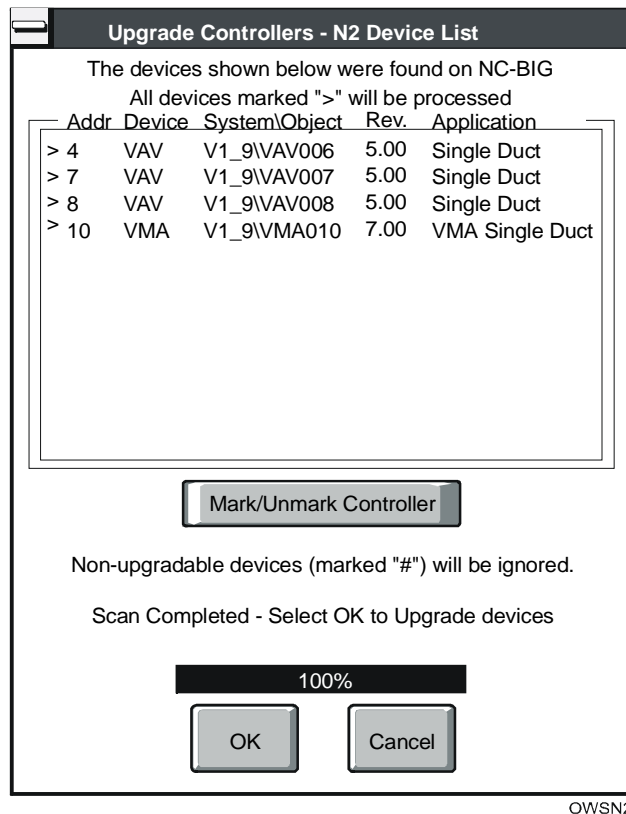 Upgrade Controllers - N2 Device List
The devices shown below were found on NC-BIG
All devices marked ">" will be processed
Addr Device System\Object Rev. Application
> 4 VAV V1_9\VAV006 5.00 Single Duct
> 7 VAV V1_9\VAV007 5.00 Single Duct
> 8 VAV V1_9\VAV008 5.00 Single Duct
> 10 VMA V1_9\VMA010 7.00 VMA Single Duct
Mark/Unmark Controller
Non-upgradable devices (marked "#") will be ignored.
Scan Completed - Select OK to Upgrade devices
100%
OK Cancel
OWSN2